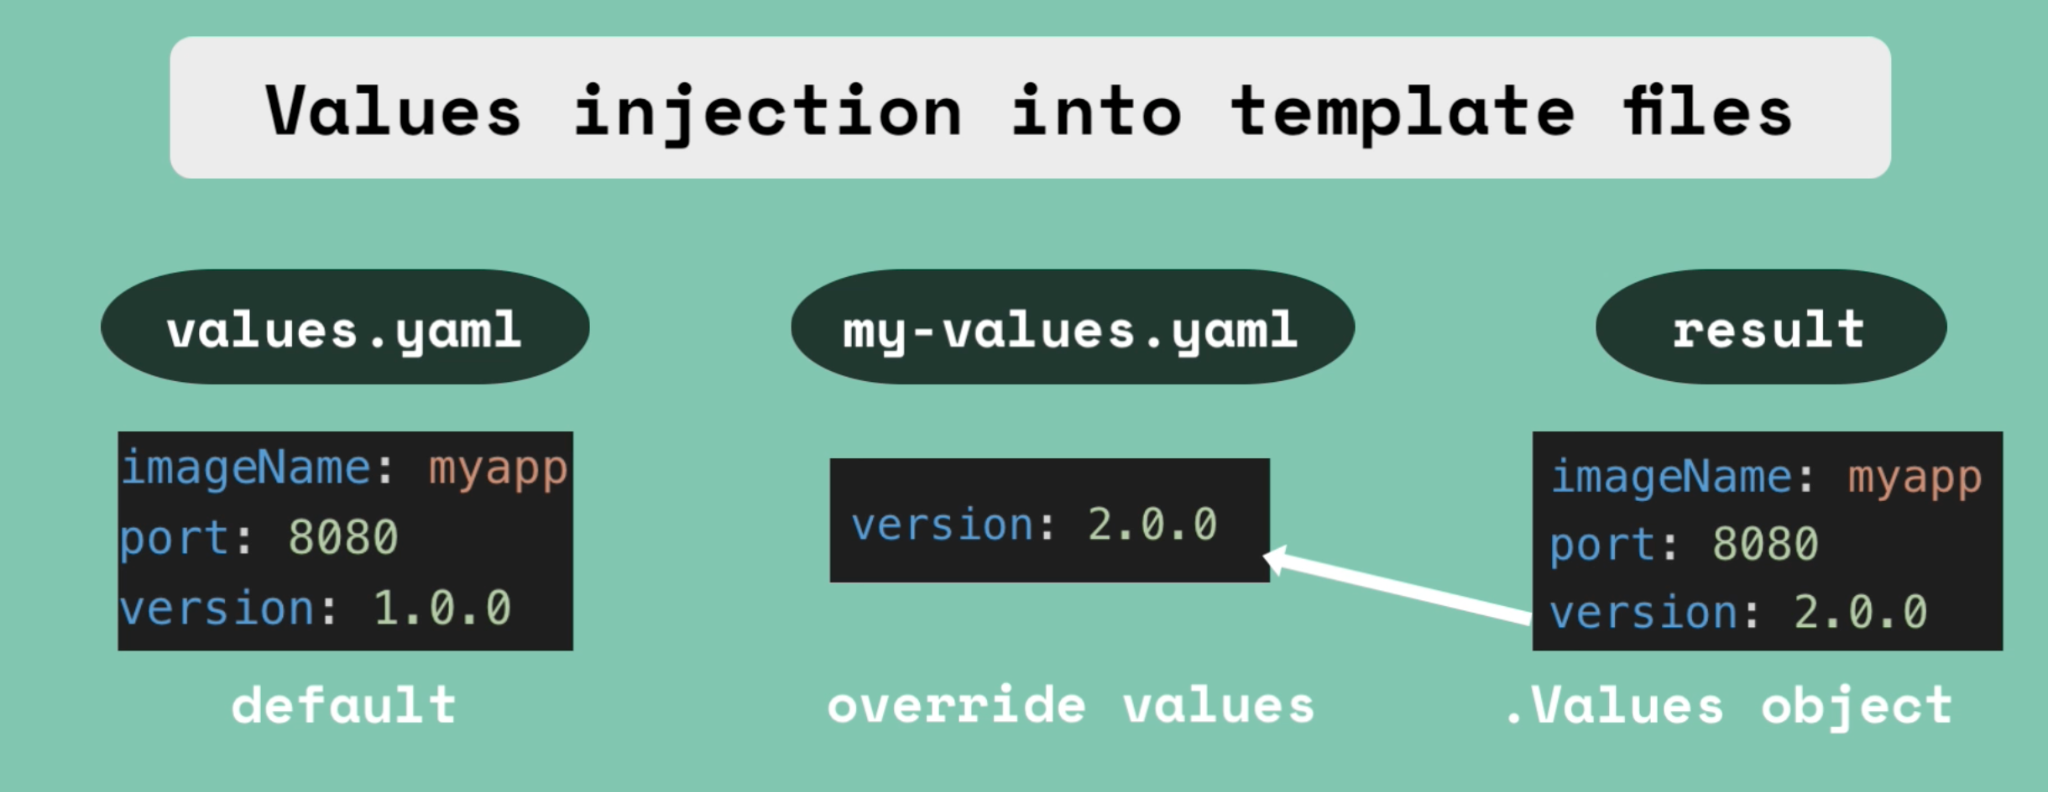 Values injection into template files
values.yaml
my-values.yaml
result
imageName: myapp
port: 8080
version: 1.0.0
version: 2.0.0
imageName: myapp
port: 8080
version: 2.0.0
default
override values
.Values object